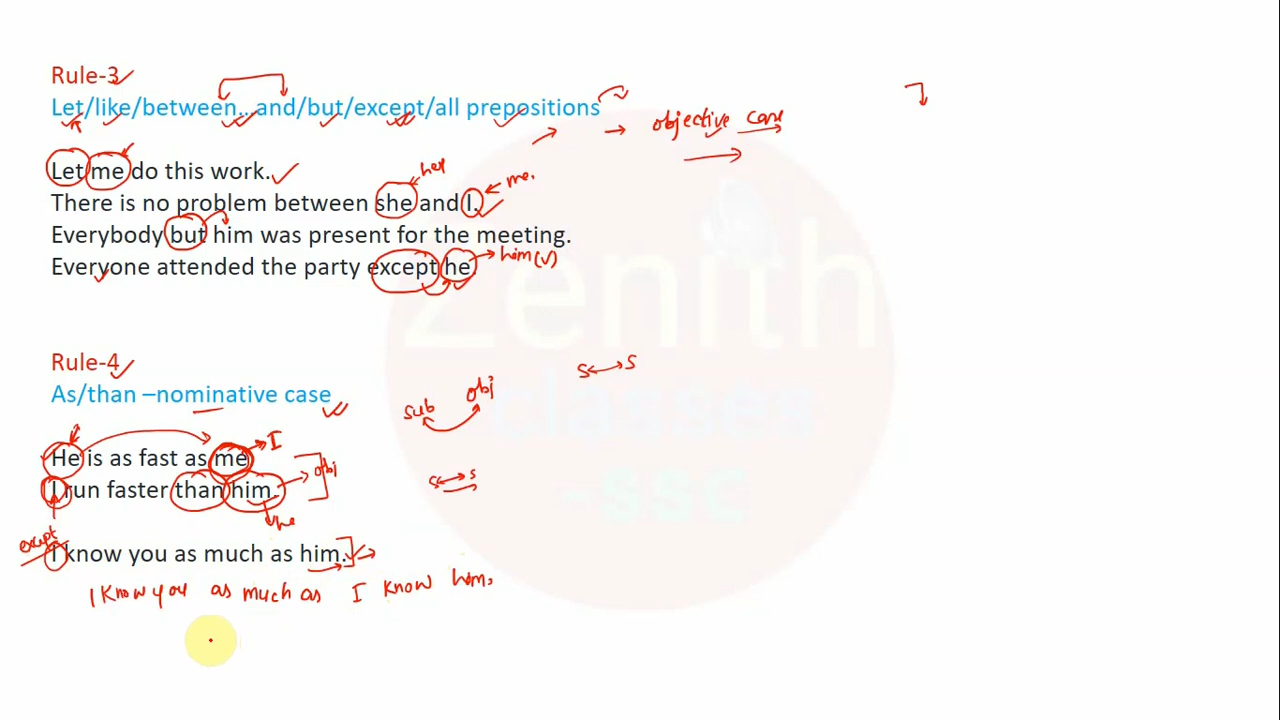 Rule-3
Let/like/between...and/but/except/all prepositions
objective case
Let me do this work.
her
me.
There is no problem between she and I.
Everybody but him was present for the meeting.
Everyone attended the party except he.
him(v)
Rule-4
As/than –nominative case
sub obj
S S
He is as fast as me
I
obj
I run faster than him.
he
S S
except
I know you as much as him.
I know you as much as I know him.
Zenith
classes
-SSC